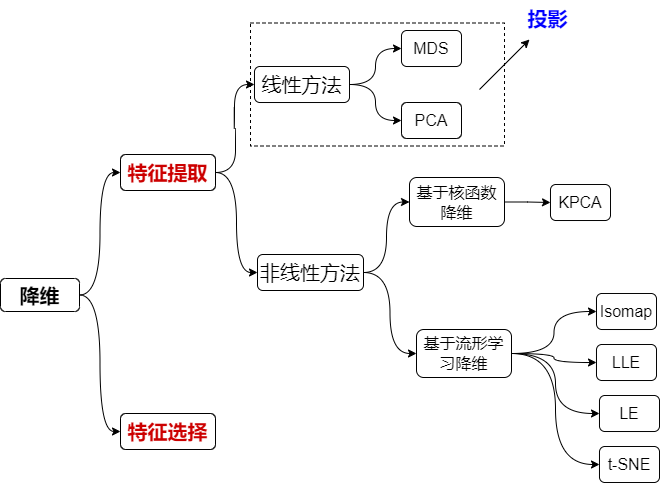 投影
MDS
线性方法
PCA
特征提取
基于核函数
降维
KPCA
非线性方法
降维
Isomap
基于流形学
习降维
LLE
LE
特征选择
t-SNE